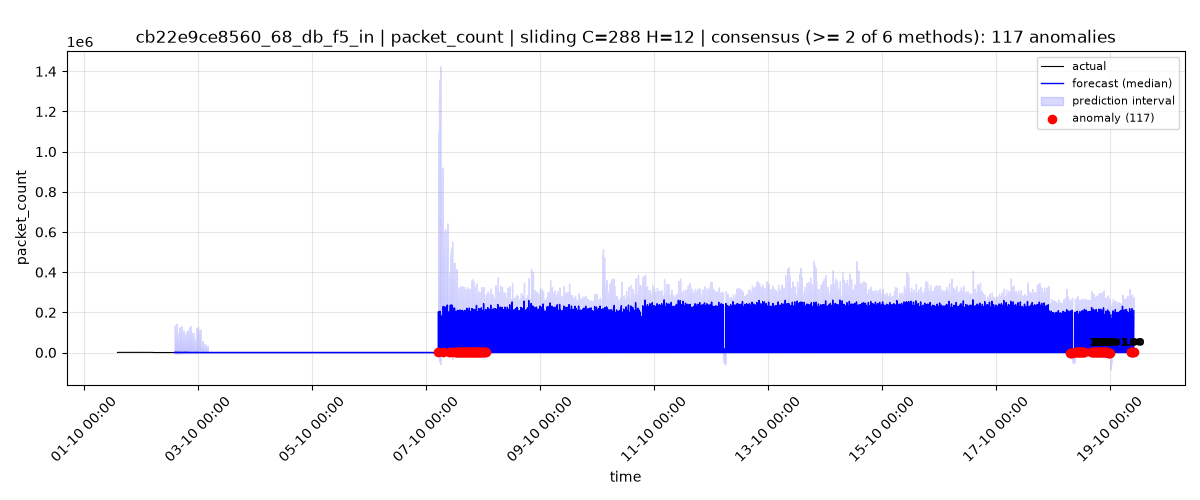 cb22e9ce8560_68_db_f5_in | packet_count | sliding C=288 H=12 | consensus (>= 2 of 6 methods): 117 anomalies
1e6
1.4
1.2
1.0
0.8
0.6
0.4
0.2
0.0
packet_count
actual
forecast (median)
prediction interval
anomaly (117)
01-10 00:00
03-10 00:00
05-10 00:00
07-10 00:00
09-10 00:00
11-10 00:00
13-10 00:00
15-10 00:00
17-10 00:00
19-10 00:00
time